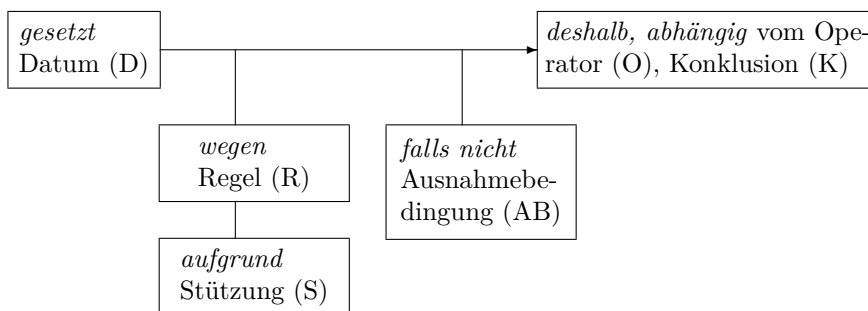 gesetzt
Datum (D)
deshalb, abhängig vom Ope-
rator (O), Konklusion (K)
wegen
Regel (R)
falls nicht
Ausnahmebe-
dingung (AB)
aufgrund
Stützung (S)